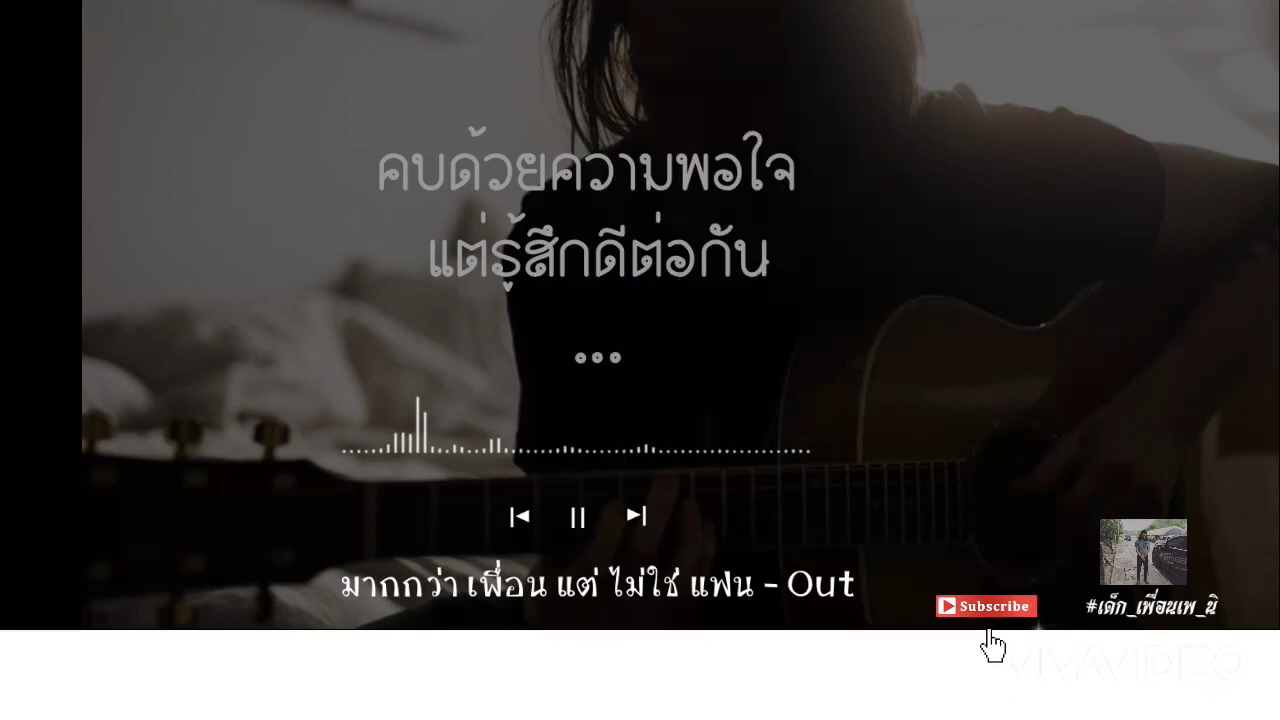 คบด้วยความพอใจ
แต่รู้สึกดีต่อกัน
...
มากกว่า เพื่อน แต่ ไม่ใช่ แฟน - Out
Subscribe
#เด็ก_เพื่อนเพ_นิ
VIVAVIDEO